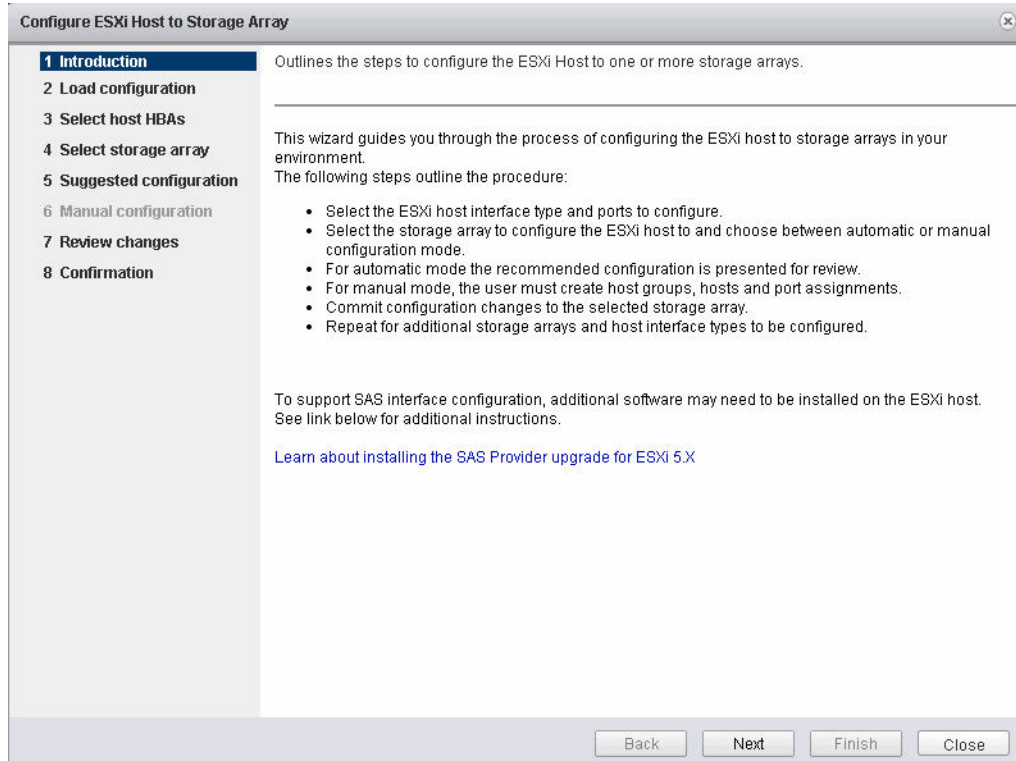 Configure ESXi Host to Storage Array
1 Introduction
2 Load configuration
3 Select host HBAs
4 Select storage array
5 Suggested configuration
6 Manual configuration
7 Review changes
8 Confirmation
Outlines the steps to configure the ESXi Host to one or more storage arrays.
This wizard guides you through the process of configuring the ESXi host to storage arrays in your
environment.
The following steps outline the procedure:
• Select the ESXi host interface type and ports to configure.
• Select the storage array to configure the ESXi host to and choose between automatic or manual
configuration mode.
• For automatic mode the recommended configuration is presented for review.
• For manual mode, the user must create host groups, hosts and port assignments.
• Commit configuration changes to the selected storage array.
• Repeat for additional storage arrays and host interface types to be configured.
To support SAS interface configuration, additional software may need to be installed on the ESXi host.
See link below for additional instructions.
Learn about installing the SAS Provider upgrade for ESXi 5.X
Back
Next
Finish
Close